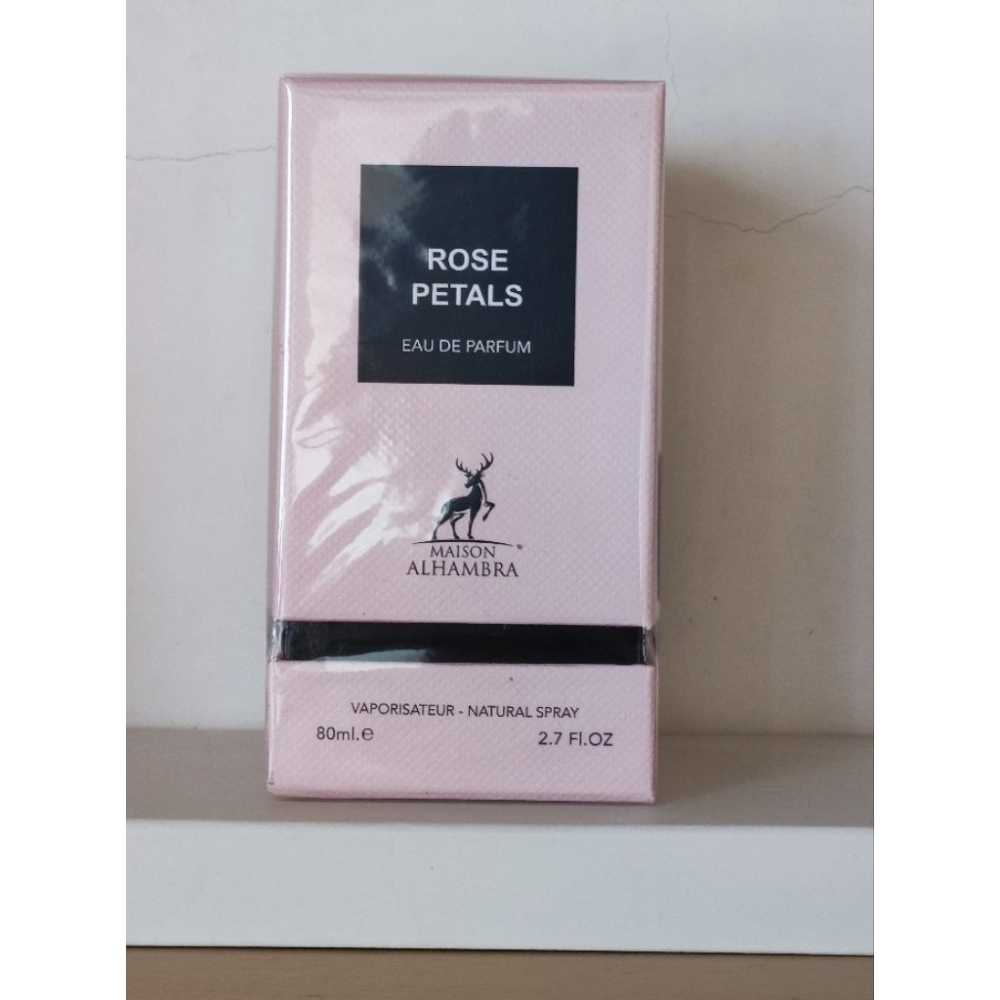 ROSE
PETALS
EAU DE PARFUM
MAISON
ALHAMBRA
VAPORISATEUR - NATURAL SPRAY
80ml.℮
2.7 Fl.OZ